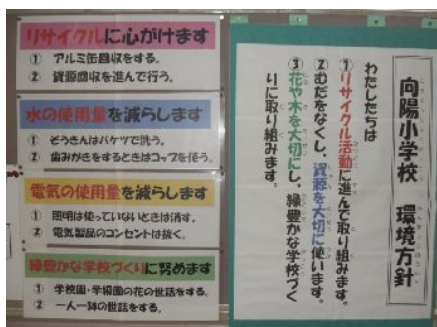 リサイクルに心がけます
① アルミ缶回収をする。
② 資源回収を進んで行う。
水の使用量を減らします
① ぞうきんはバケツで洗う。
② 歯みがきをするときはコップを使う。
電気の使用量を減らします
① 照明は使っていないときは消す。
② 電気製品のコンセントは抜く。
緑豊かな学校づくりに努めます
① 学校園・学級園の花の世話をする。
② 一人一鉢の世話をする。
向陽小学校 環境方針
わたしたちは
①リサイクル活動に進んで取り組みます。
②むだをなくし、資源を大切に使います。
③花や木を大切にし、緑豊かな学校づく
りに取り組みます。